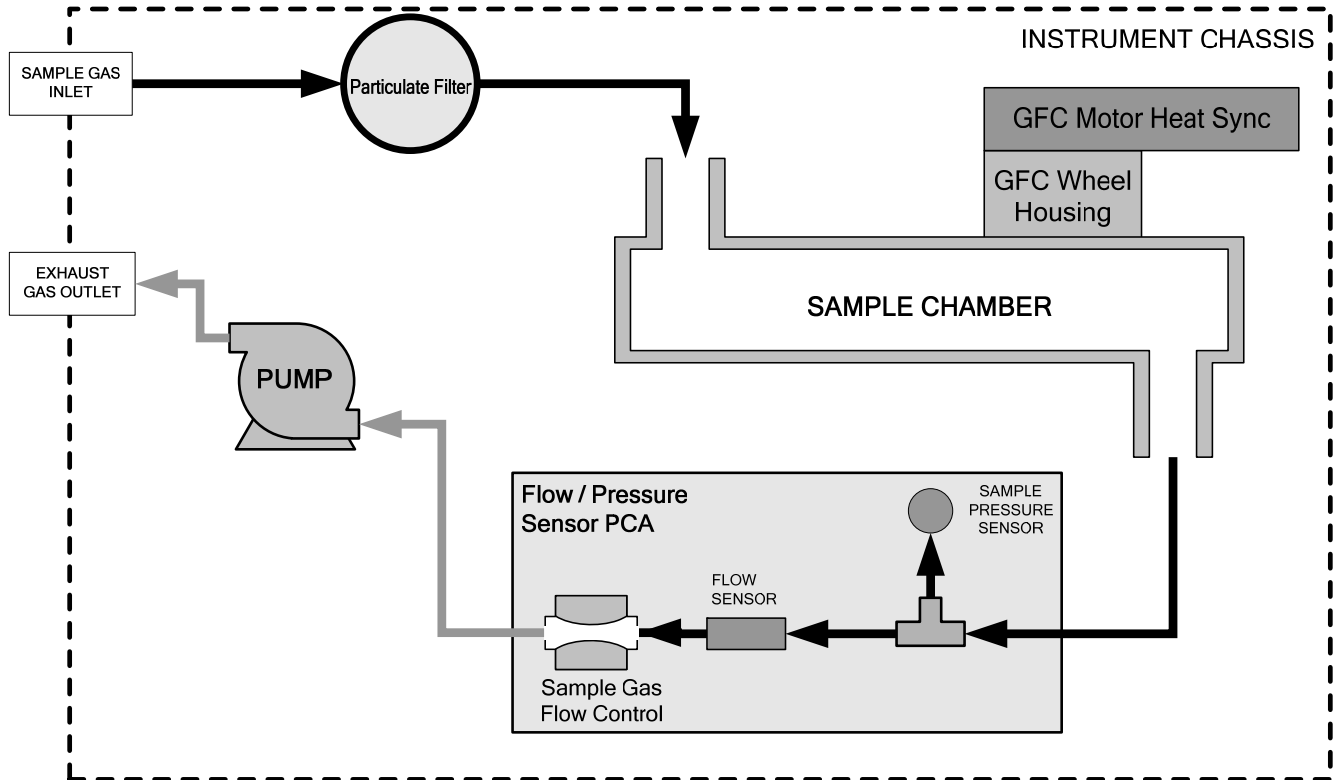 INSTRUMENT CHASSIS
SAMPLE GAS
INLET
Particulate Filter
GFC Motor Heat Sync
GFC Wheel
Housing
EXHAUST
GAS OUTLET
SAMPLE CHAMBER
PUMP
Flow / Pressure
Sensor PCA
SAMPLE
PRESSURE
SENSOR
FLOW
SENSOR
Sample Gas
Flow Control